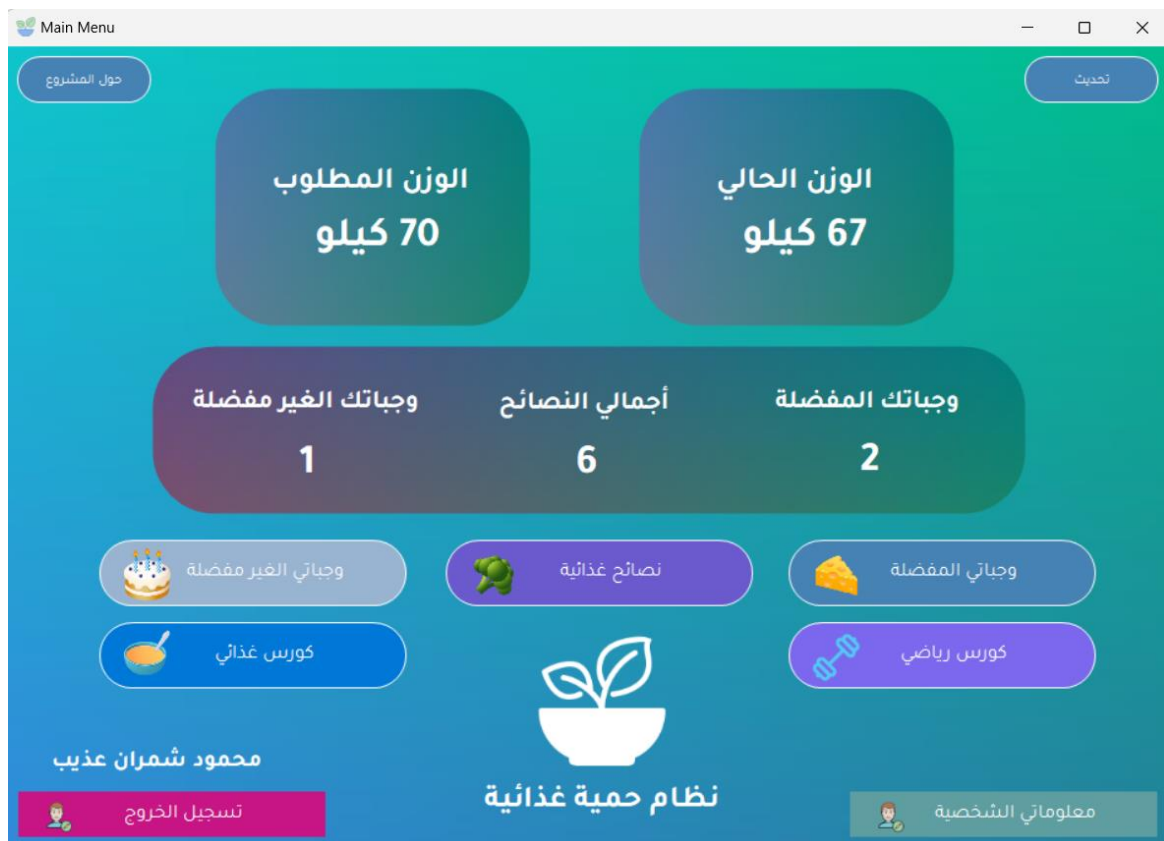 Main Menu
تحديث
حول المشروع
الوزن الحالي
67 كيلو
الوزن المطلوب
70 كيلو
وجباتك المفضلة
2
أجمالي النصائح
6
وجباتك الغير مفضلة
1
وجباتي المفضلة
نصائح غذائية
وجباتي الغير مفضلة
كورس رياضي
كورس غذائي
نظام حمية غذائية
محمود شمران عذيب
معلوماتي الشخصية
تسجيل الخروج